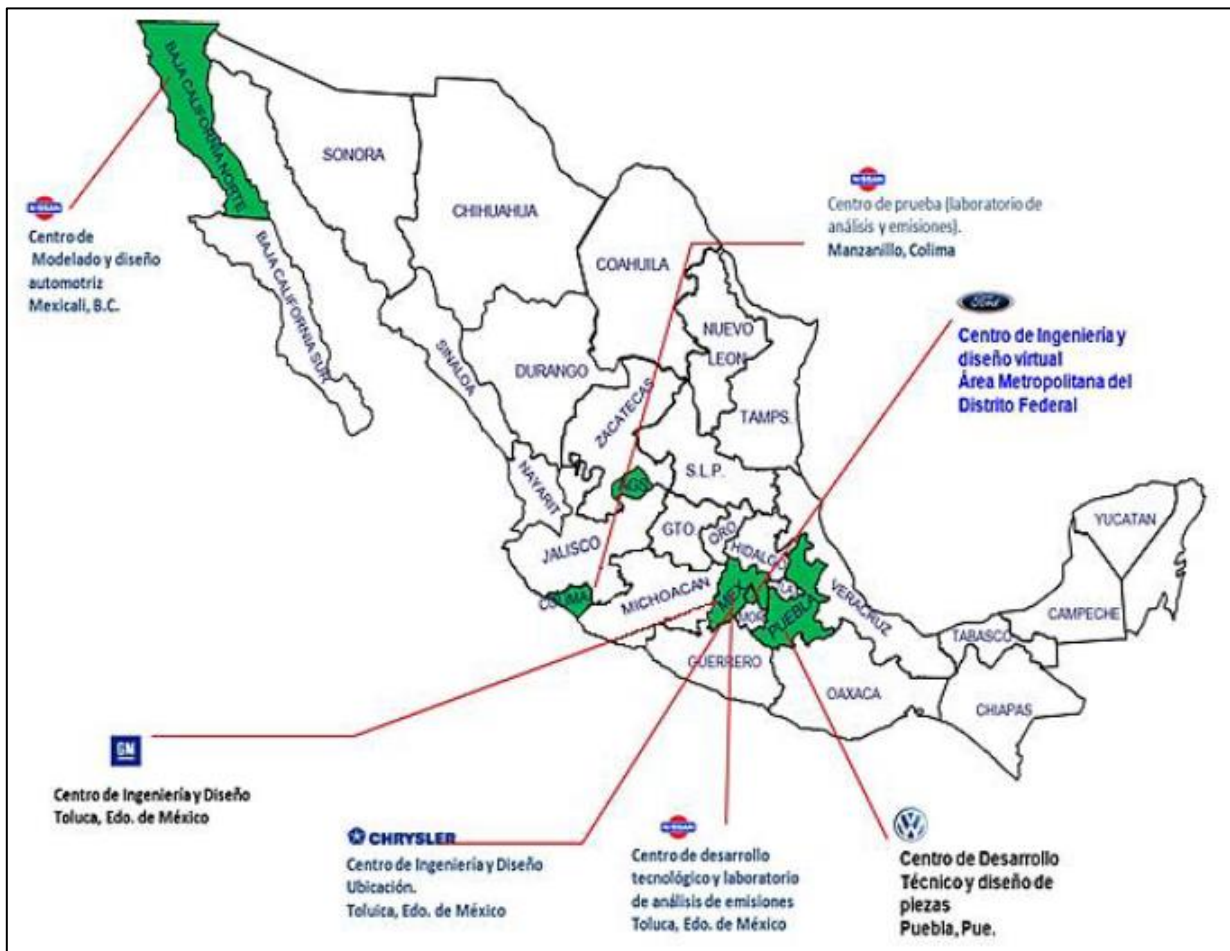 BAJA CALIFORNIA NORTE
SONORA
CHIHUAHUA
COAHUILA
BAJA CALIFORNIA SUR
SINALOA
DURANGO
NUEVO
LEON
ZACATECAS
TAMPS.
S.L.P.
NAYARIT
AGS
JALISCO
GTO
QRO
HIDALGO
COLIMA
MICHOACAN
MEX
MOR
PUEBLA
VERACRUZ
GUERRERO
OAXACA
TABASCO
CHIAPAS
CAMPECHE
YUCATAN
NISSAN
Centro de
Modelado y diseño
automotriz
Mexicali, B.C.
NISSAN
Centro de prueba (laboratorio de
análisis y emisiones).
Manzanillo, Colima
Ford
Centro de Ingeniería y
diseño virtual
Área Metropolitana del
Distrito Federal
GM
Centro de Ingeniería y Diseño
Toluca, Edo. de México
CHRYSLER
Centro de Ingeniería y Diseño
Ubicación.
Toluica, Edo. de México
NISSAN
Centro de desarrollo
tecnológico y laboratorio
de análisis de emisiones
Toluca, Edo. de México
Centro de Desarrollo
Técnico y diseño de
piezas
Puebla, Pue.